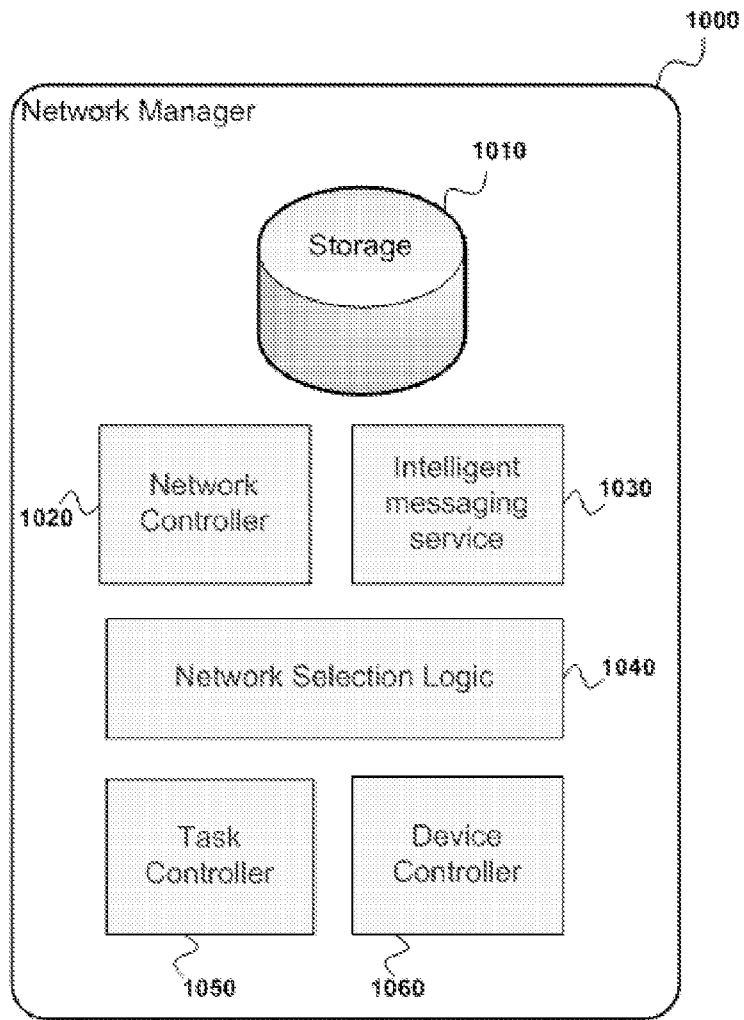 1000
Network Manager
1010
Storage
Network
Controller
1020
Intelligent
messaging
service
1030
Network Selection Logic
1040
Task
Controller
1050
Device
Controller
1060